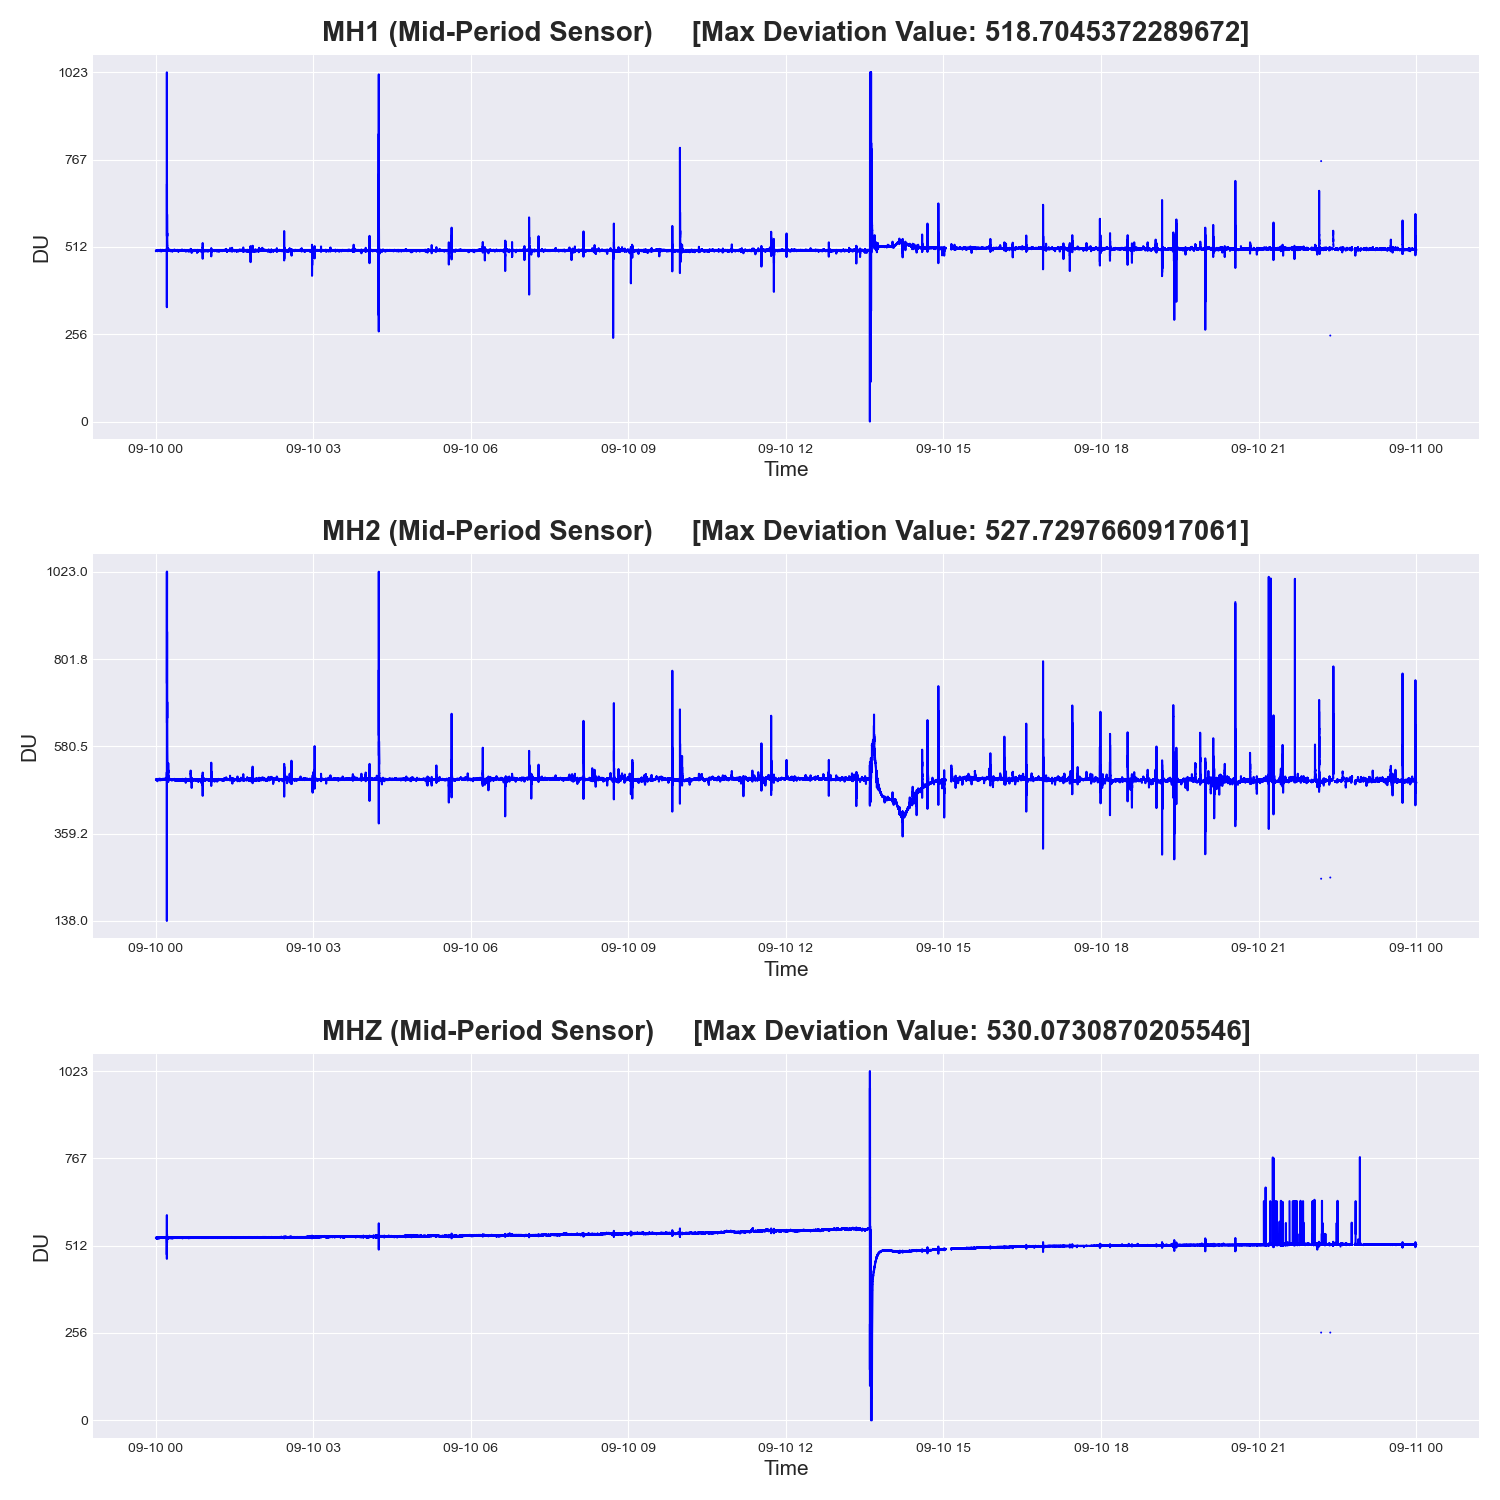 MH1 (Mid-Period Sensor) [Max Deviation Value: 518.7045372289672]
1023
767
512
256
0
DU
09-10 00 09-10 03 09-10 06 09-10 09 09-10 12 09-10 15 09-10 18 09-10 21 09-11 00
Time
MH2 (Mid-Period Sensor) [Max Deviation Value: 527.7297660917061]
1023.0
801.8
580.5
359.2
138.0
DU
09-10 00 09-10 03 09-10 06 09-10 09 09-10 12 09-10 15 09-10 18 09-10 21 09-11 00
Time
MHZ (Mid-Period Sensor) [Max Deviation Value: 530.0730870205546]
1023
767
512
256
0
DU
09-10 00 09-10 03 09-10 06 09-10 09 09-10 12 09-10 15 09-10 18 09-10 21 09-11 00
Time